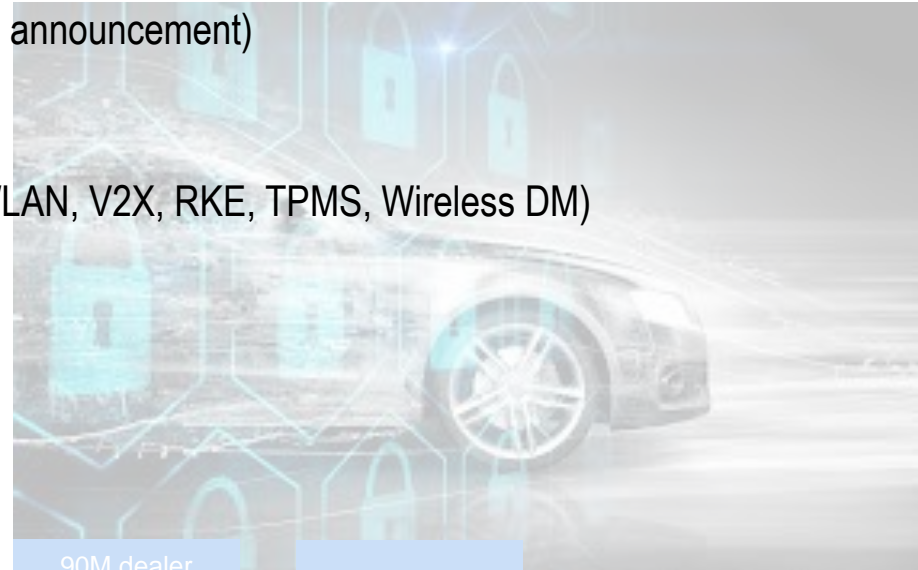 announcement)
LAN, V2X, RKE, TPMS, Wireless DM)
90M dealer